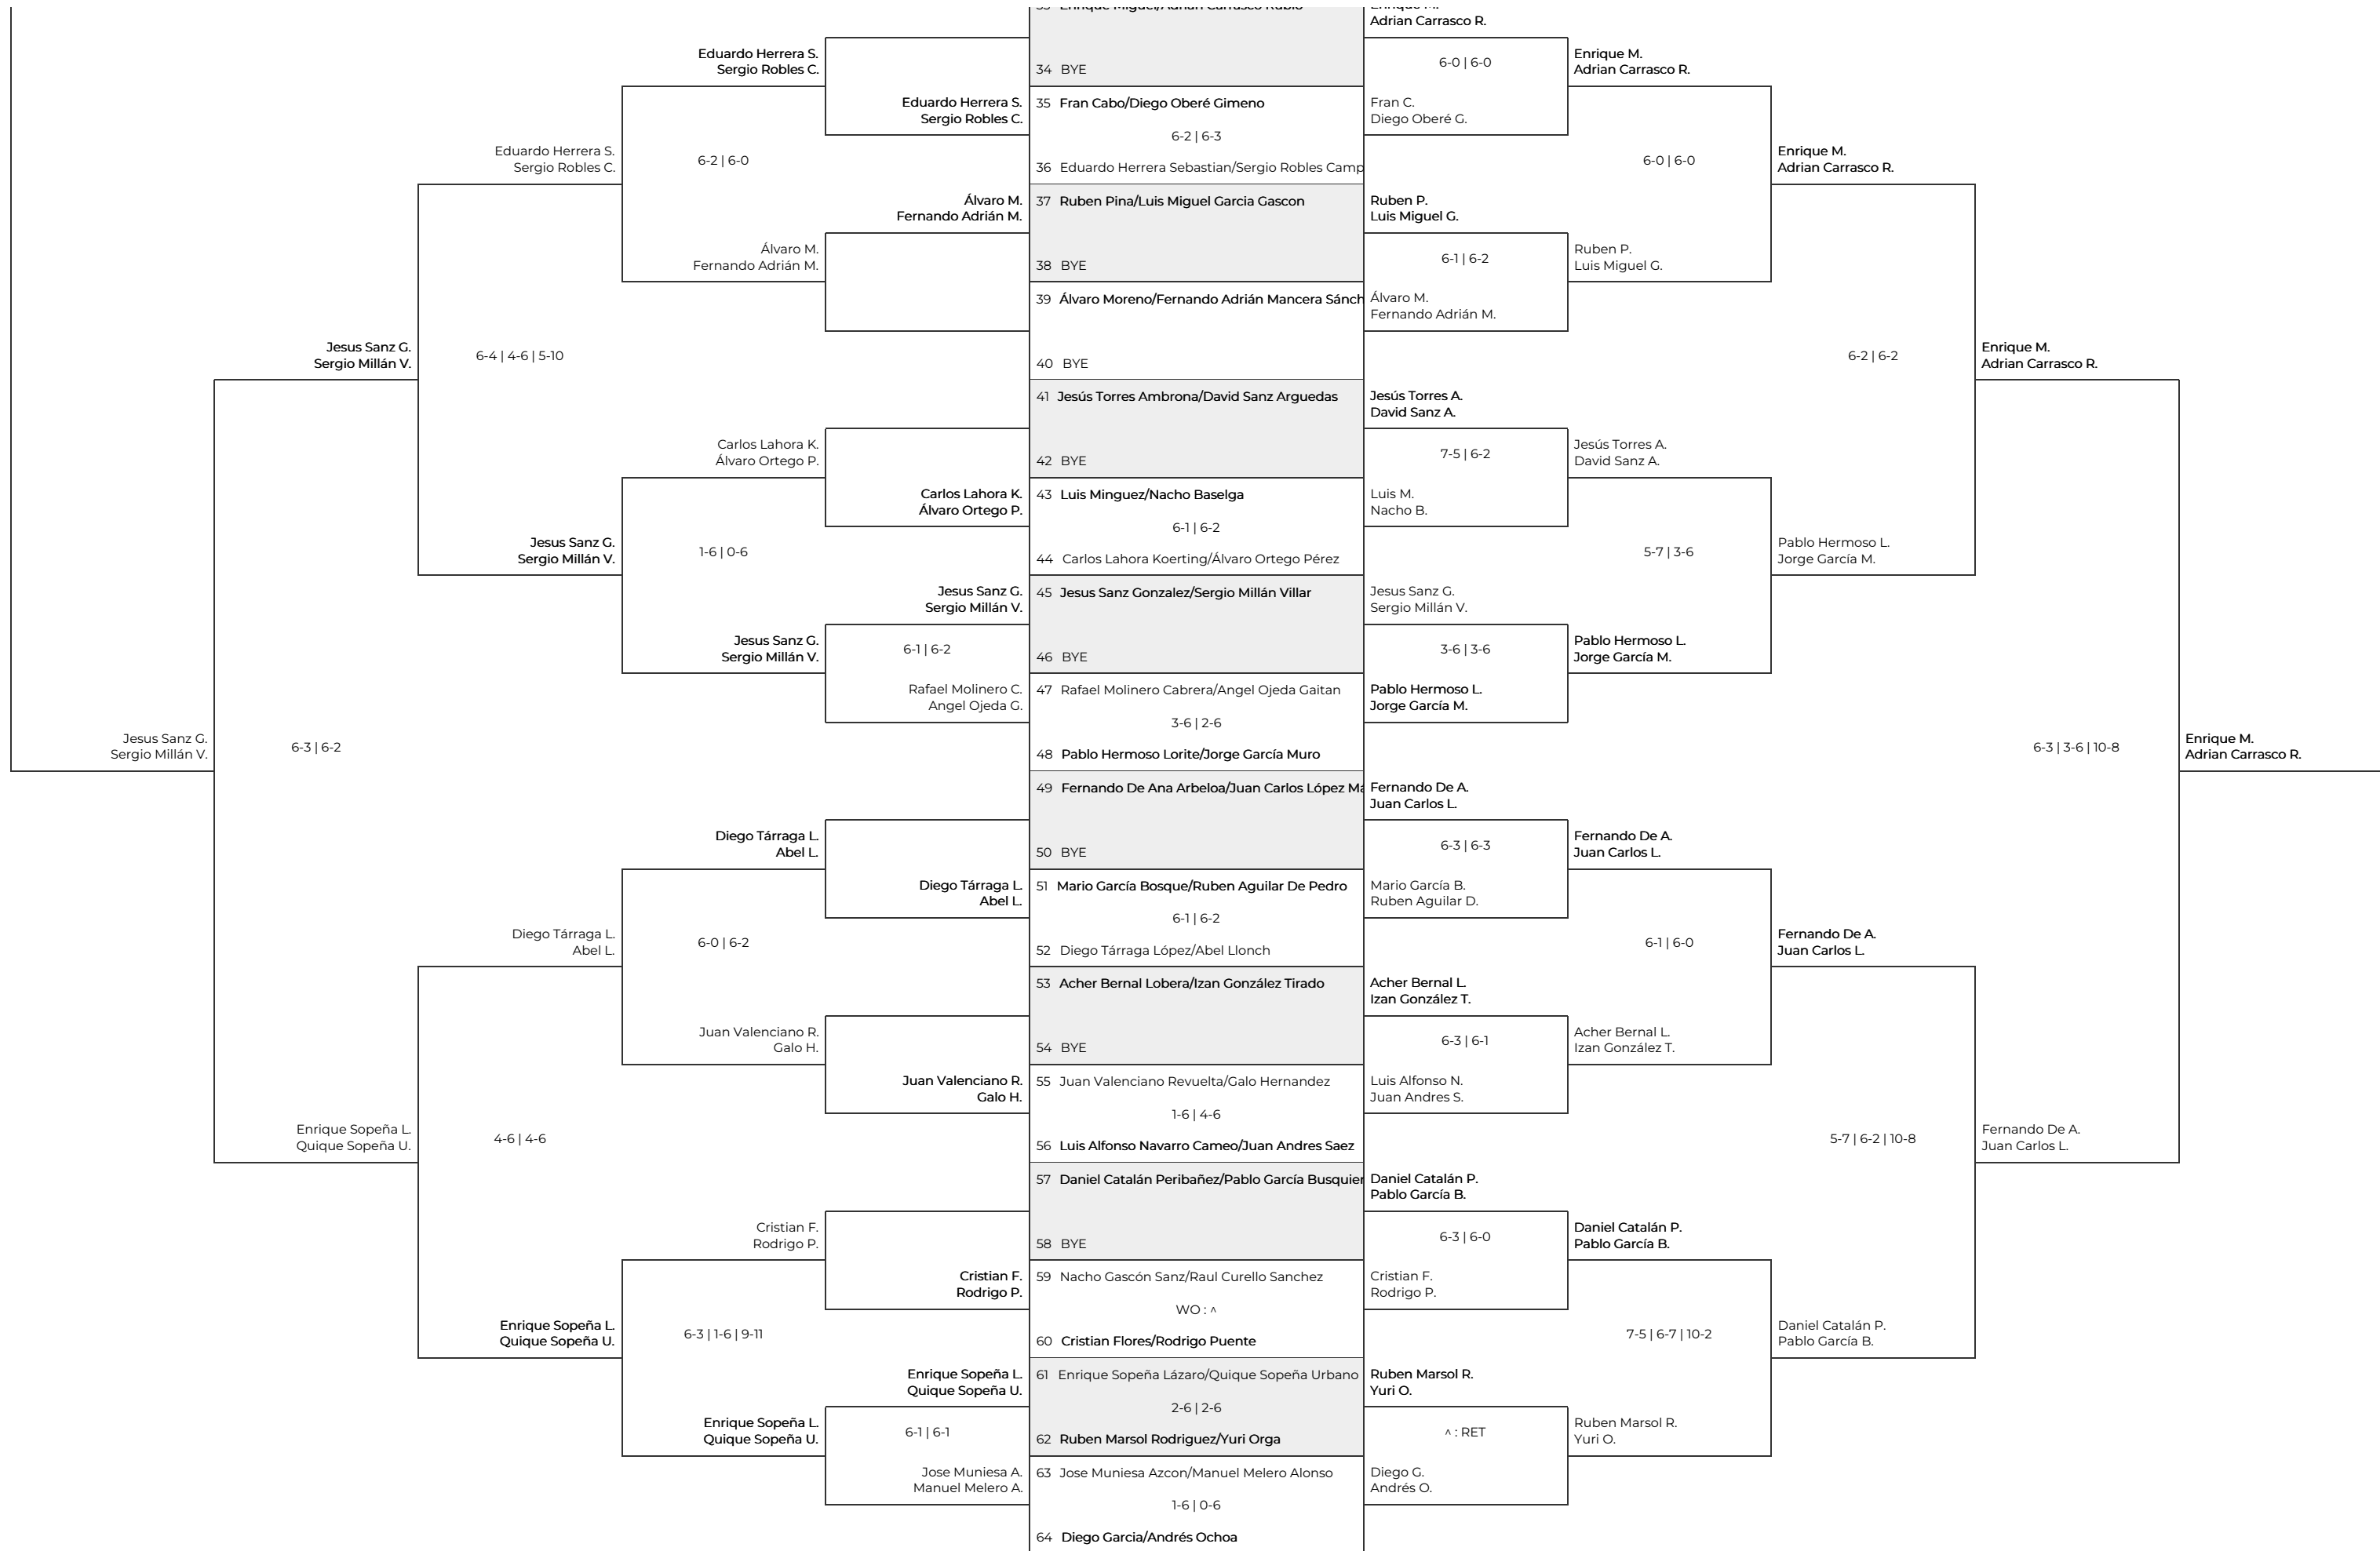 Adrian Carrasco R.
Eduardo Herrera S.
Sergio Robles C.
Enrique M.
Adrian Carrasco R.
6-0 | 6-0
34 BYE
Eduardo Herrera S.
Sergio Robles C.
35 Fran Cabo/Diego Oberé Gimeno
Fran C.
Diego Oberé G.
6-2 | 6-3
Eduardo Herrera S.
Sergio Robles C.
6-2 | 6-0
36 Eduardo Herrera Sebastian/Sergio Robles Camp
6-0 | 6-0
Enrique M.
Adrian Carrasco R.
Álvaro M.
Fernando Adrián M.
37 Ruben Pina/Luis Miguel Garcia Gascon
Ruben P.
Luis Miguel G.
Álvaro M.
Fernando Adrián M.
38 BYE
6-1 | 6-2
Ruben P.
Luis Miguel G.
39 Álvaro Moreno/Fernando Adrián Mancera Sánch
Álvaro M.
Fernando Adrián M.
Jesus Sanz G.
Sergio Millán V.
6-4 | 4-6 | 5-10
40 BYE
6-2 | 6-2
Enrique M.
Adrian Carrasco R.
41 Jesús Torres Ambrona/David Sanz Arguedas
Jesús Torres A.
David Sanz A.
Carlos Lahora K.
Álvaro Ortego P.
42 BYE
7-5 | 6-2
Jesús Torres A.
David Sanz A.
Carlos Lahora K.
Álvaro Ortego P.
43 Luis Minguez/Nacho Baselga
Luis M.
Nacho B.
6-1 | 6-2
Jesus Sanz G.
Sergio Millán V.
1-6 | 0-6
44 Carlos Lahora Koerting/Álvaro Ortego Pérez
5-7 | 3-6
Pablo Hermoso L.
Jorge García M.
Jesus Sanz G.
Sergio Millán V.
45 Jesus Sanz Gonzalez/Sergio Millán Villar
Jesus Sanz G.
Sergio Millán V.
Jesus Sanz G.
Sergio Millán V.
6-1 | 6-2
46 BYE
3-6 | 3-6
Pablo Hermoso L.
Jorge García M.
Rafael Molinero C.
Angel Ojeda G.
47 Rafael Molinero Cabrera/Angel Ojeda Gaitan
Pablo Hermoso L.
Jorge García M.
3-6 | 2-6
Jesus Sanz G.
Sergio Millán V.
6-3 | 6-2
48 Pablo Hermoso Lorite/Jorge García Muro
6-3 | 3-6 | 10-8
Enrique M.
Adrian Carrasco R.
49 Fernando De Ana Arbeloa/Juan Carlos López Ma
Fernando De A.
Juan Carlos L.
Diego Tárraga L.
Abel L.
50 BYE
6-3 | 6-3
Fernando De A.
Juan Carlos L.
Diego Tárraga L.
Abel L.
51 Mario García Bosque/Ruben Aguilar De Pedro
Mario García B.
Ruben Aguilar D.
6-1 | 6-2
Diego Tárraga L.
Abel L.
6-0 | 6-2
52 Diego Tárraga López/Abel Llonch
6-1 | 6-0
Fernando De A.
Juan Carlos L.
53 Acher Bernal Lobera/Izan González Tirado
Acher Bernal L.
Izan González T.
Juan Valenciano R.
Galo H.
54 BYE
6-3 | 6-1
Acher Bernal L.
Izan González T.
Juan Valenciano R.
Galo H.
55 Juan Valenciano Revuelta/Galo Hernandez
Luis Alfonso N.
Juan Andres S.
1-6 | 4-6
Enrique Sopeña L.
Quique Sopeña U.
4-6 | 4-6
56 Luis Alfonso Navarro Cameo/Juan Andres Saez
5-7 | 6-2 | 10-8
Fernando De A.
Juan Carlos L.
57 Daniel Catalán Peribañez/Pablo García Busquier
Daniel Catalán P.
Pablo García B.
Cristian F.
Rodrigo P.
58 BYE
6-3 | 6-0
Daniel Catalán P.
Pablo García B.
Cristian F.
Rodrigo P.
59 Nacho Gascón Sanz/Raul Curello Sanchez
Cristian F.
Rodrigo P.
WO : ^
Enrique Sopeña L.
Quique Sopeña U.
6-3 | 1-6 | 9-11
60 Cristian Flores/Rodrigo Puente
7-5 | 6-7 | 10-2
Daniel Catalán P.
Pablo García B.
Enrique Sopeña L.
Quique Sopeña U.
61 Enrique Sopeña Lázaro/Quique Sopeña Urbano
Ruben Marsol R.
Yuri O.
2-6 | 2-6
Enrique Sopeña L.
Quique Sopeña U.
6-1 | 6-1
62 Ruben Marsol Rodriguez/Yuri Orga
^ : RET
Ruben Marsol R.
Yuri O.
Jose Muniesa A.
Manuel Melero A.
63 Jose Muniesa Azcon/Manuel Melero Alonso
Diego G.
Andrés O.
1-6 | 0-6
64 Diego Garcia/Andrés Ochoa